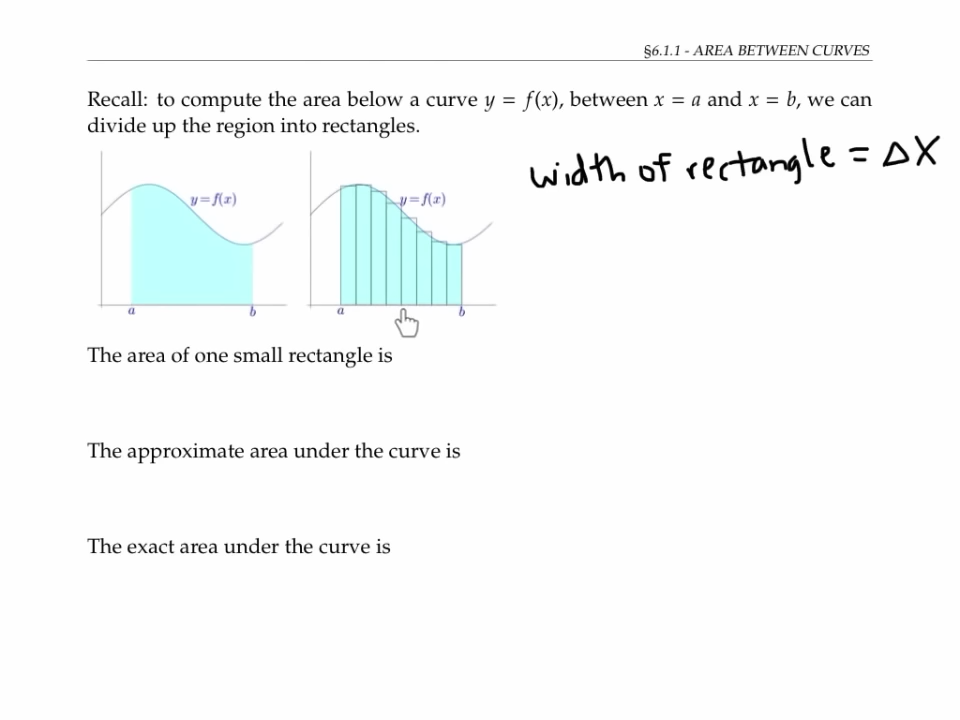 §6.1.1 - AREA BETWEEN CURVES
Recall: to compute the area below a curve y = f(x), between x = a and x = b, we can
divide up the region into rectangles.
width of rectangle = Δx
y=f(x) y=f(x)
a b a b
The area of one small rectangle is
The approximate area under the curve is
The exact area under the curve is